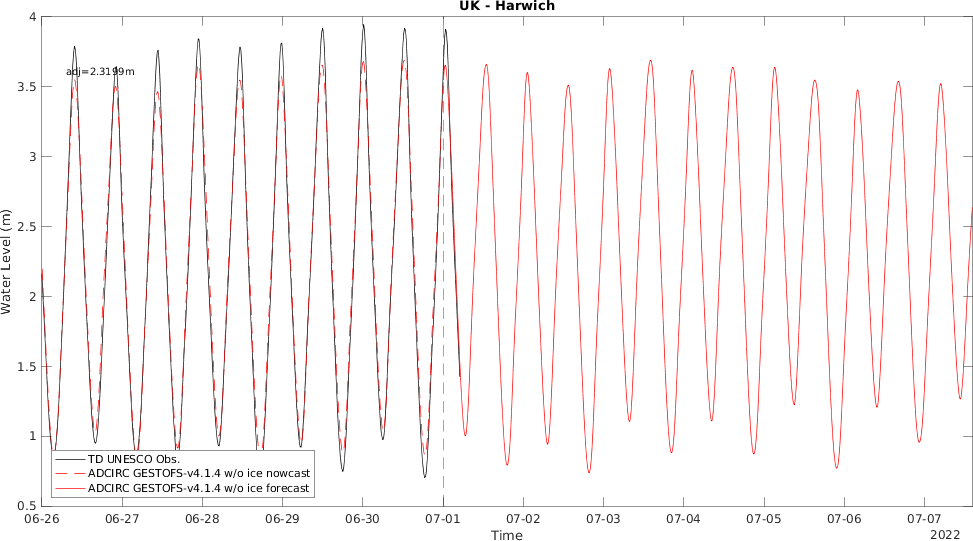 UK - Harwich
4
3.5
3
2.5
2
1.5
1
0.5
Water Level (m)
adj=2.3199m
TD UNESCO Obs.
ADCIRC GESTOFS-v4.1.4 w/o ice nowcast
ADCIRC GESTOFS-v4.1.4 w/o ice forecast
06-26 06-27 06-28 06-29 06-30 07-01 07-02 07-03 07-04 07-05 07-06 07-07
Time
2022